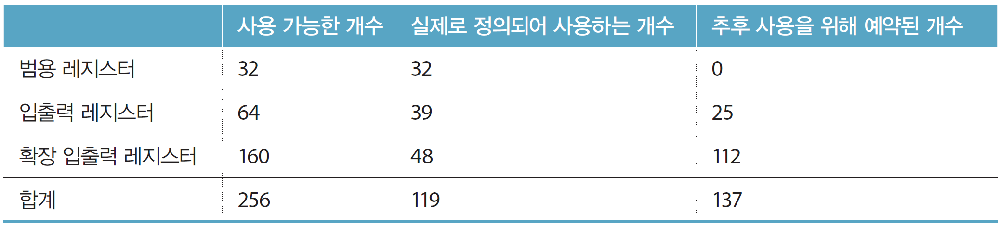 사용 가능한 개수 실제로 정의되어 사용하는 개수 추후 사용을 위해 예약된 개수
범용 레지스터 32 32 0
입출력 레지스터 64 39 25
확장 입출력 레지스터 160 48 112
합계 256 119 137